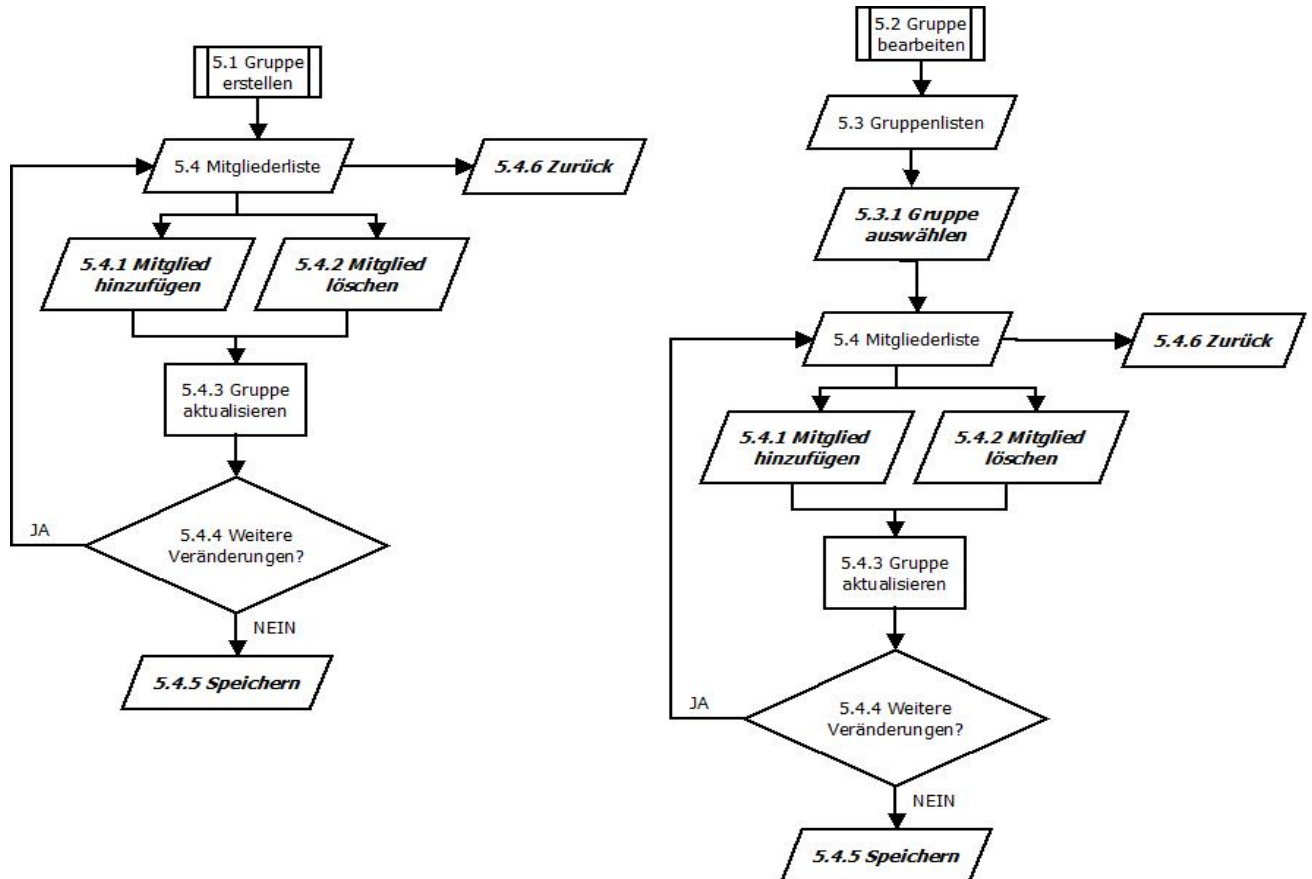 5.1 Gruppe
erstellen
5.4 Mitgliederliste
5.4.6 Zurück
5.4.1 Mitglied
hinzufügen
5.4.2 Mitglied
löschen
5.4.3 Gruppe
aktualisieren
5.4.4 Weitere
Veränderungen?
JA
NEIN
5.4.5 Speichern
5.2 Gruppe
bearbeiten
5.3 Gruppenlisten
5.3.1 Gruppe
auswählen
5.4 Mitgliederliste
5.4.6 Zurück
5.4.1 Mitglied
hinzufügen
5.4.2 Mitglied
löschen
5.4.3 Gruppe
aktualisieren
5.4.4 Weitere
Veränderungen?
JA
NEIN
5.4.5 Speichern